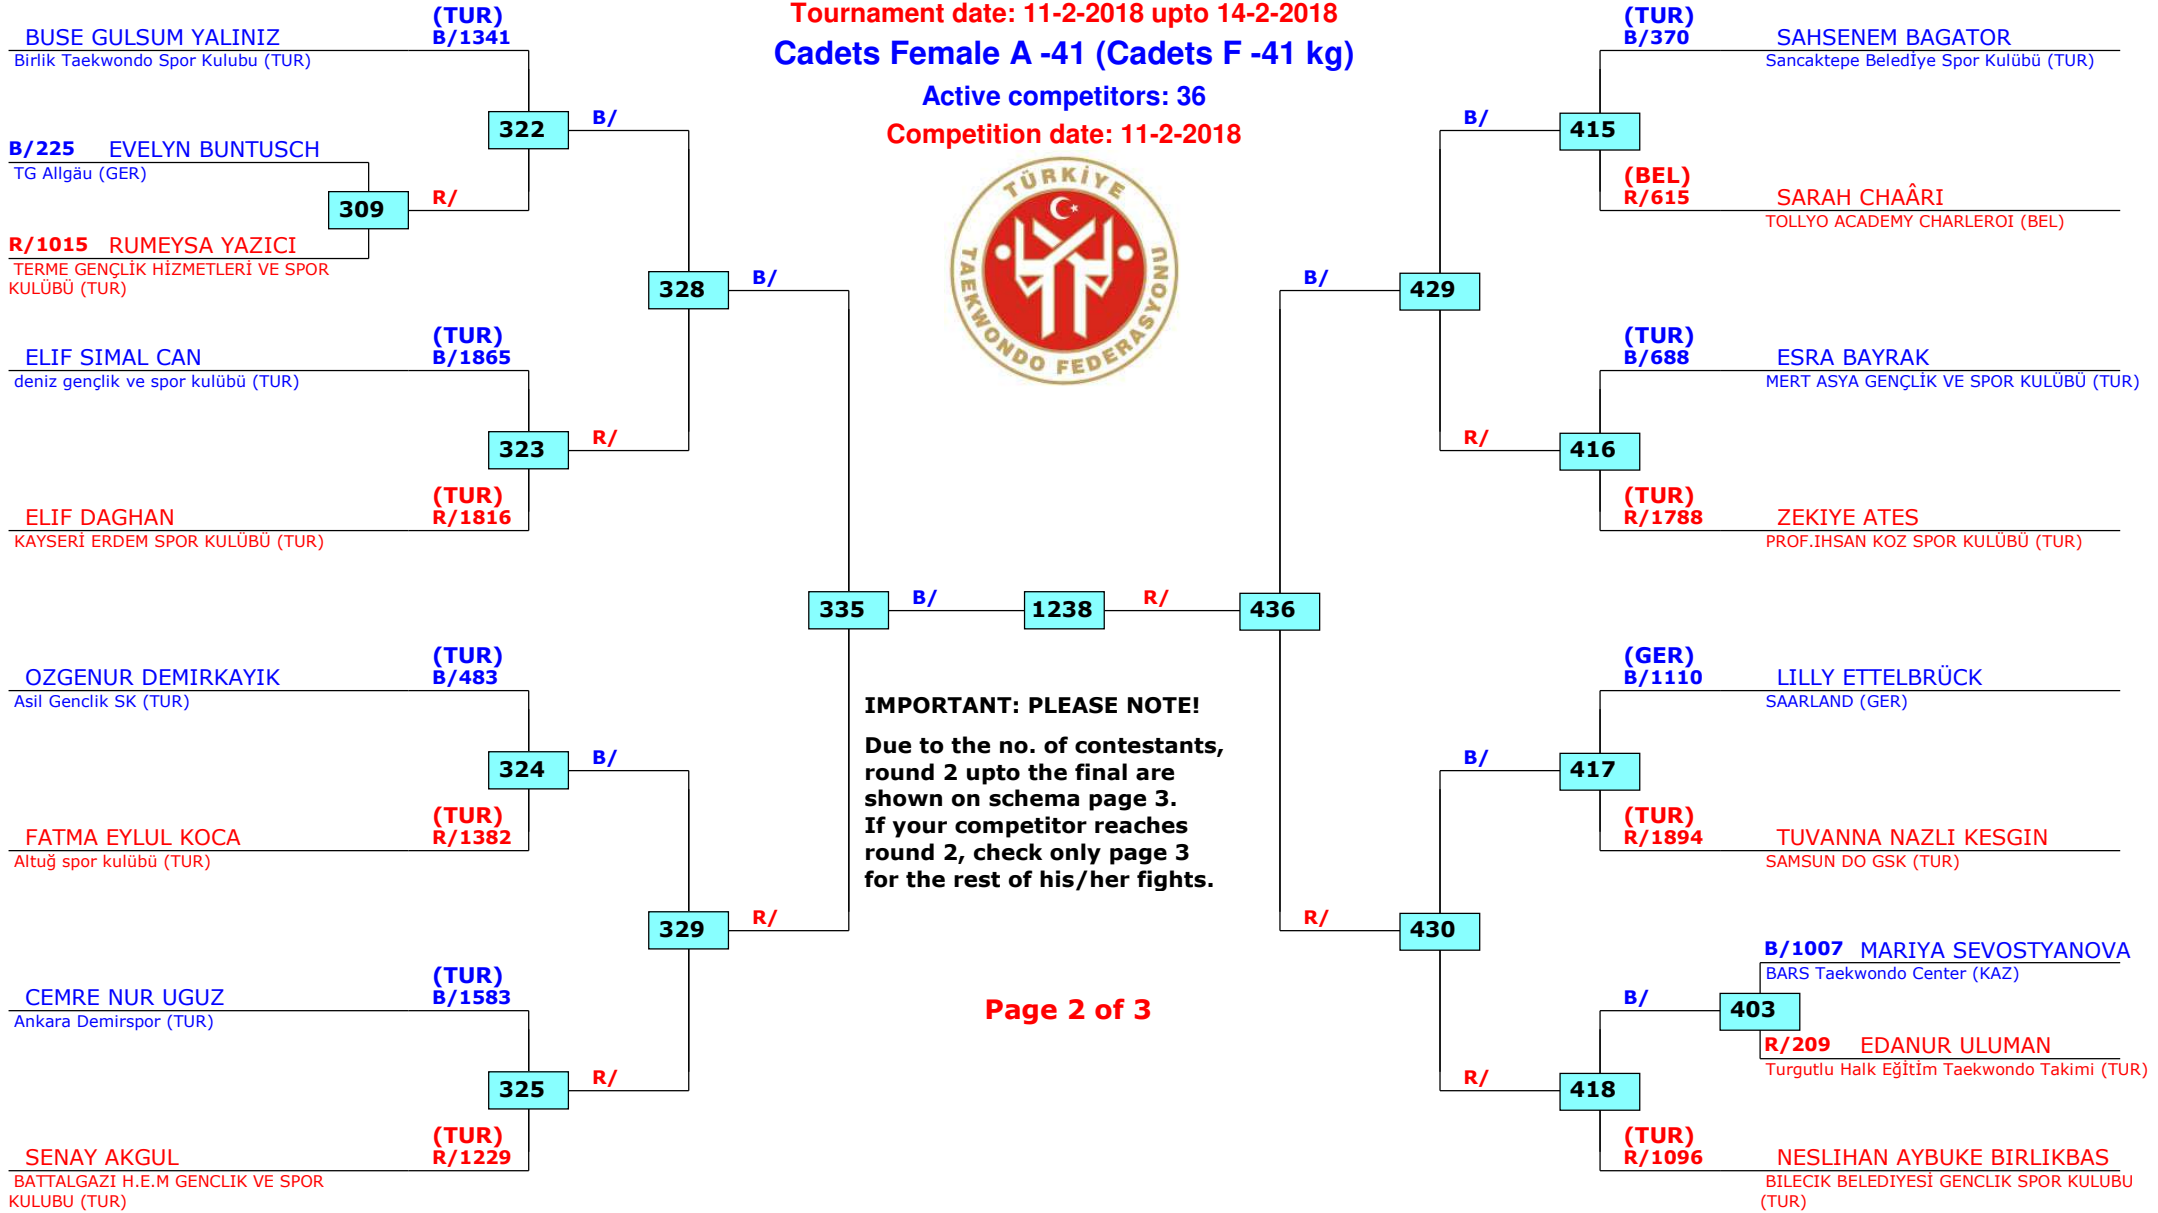 Tournament date: 11-2-2018 upto 14-2-2018
Cadets Female A -41 (Cadets F -41 kg)
Active competitors: 36
Competition date: 11-2-2018
TÜRKİYE
TAEKWONDO FEDERASYONU
(TUR)
BUSE GULSUM YALINIZ B/1341
Birlik Taekwondo Spor Kulubu (TUR)
322
B/
B/225 EVELYN BUNTUSCH
TG Allgäu (GER)
309
R/
R/1015 RUMEYSA YAZICI
TERME GENÇLİK HİZMETLERİ VE SPOR
KULÜBÜ (TUR)
328
B/
(TUR)
ELIF SIMAL CAN B/1865
deniz gençlik ve spor kulübü (TUR)
323
R/
(TUR)
ELIF DAGHAN R/1816
KAYSERİ ERDEM SPOR KULÜBÜ (TUR)
335
B/
1238
R/
436
(TUR)
OZGENUR DEMIRKAYIK B/483
Asil Genclik SK (TUR)
324
B/
(TUR)
FATMA EYLUL KOCA R/1382
Altuğ spor kulübü (TUR)
329
R/
(TUR)
CEMRE NUR UGUZ B/1583
Ankara Demirspor (TUR)
325
R/
(TUR)
SENAY AKGUL R/1229
BATTALGAZI H.E.M GENCLIK VE SPOR
KULUBU (TUR)
IMPORTANT: PLEASE NOTE!
Due to the no. of contestants,
round 2 upto the final are
shown on schema page 3.
If your competitor reaches
round 2, check only page 3
for the rest of his/her fights.
Page 2 of 3
(TUR)
B/370 SAHSENEM BAGATOR
Sancaktepe Beledİye Spor Kulübü (TUR)
B/
415
(BEL)
R/615 SARAH CHAÂRI
TOLLYO ACADEMY CHARLEROI (BEL)
B/
429
(TUR)
B/688 ESRA BAYRAK
MERT ASYA GENÇLİK VE SPOR KULÜBÜ (TUR)
R/
416
(TUR)
R/1788 ZEKIYE ATES
PROF.IHSAN KOZ SPOR KULÜBÜ (TUR)
(GER)
B/1110 LILLY ETTELBRÜCK
SAARLAND (GER)
B/
417
(TUR)
R/1894 TUVANNA NAZLI KESGIN
SAMSUN DO GSK (TUR)
R/
430
B/1007 MARIYA SEVOSTYANOVA
BARS Taekwondo Center (KAZ)
B/
403
R/209 EDANUR ULUMAN
Turgutlu Halk Eğİtİm Taekwondo Takimi (TUR)
R/
418
(TUR)
R/1096 NESLIHAN AYBUKE BIRLIKBAS
BILECIK BELEDIYESİ GENCLIK SPOR KULUBU
(TUR)